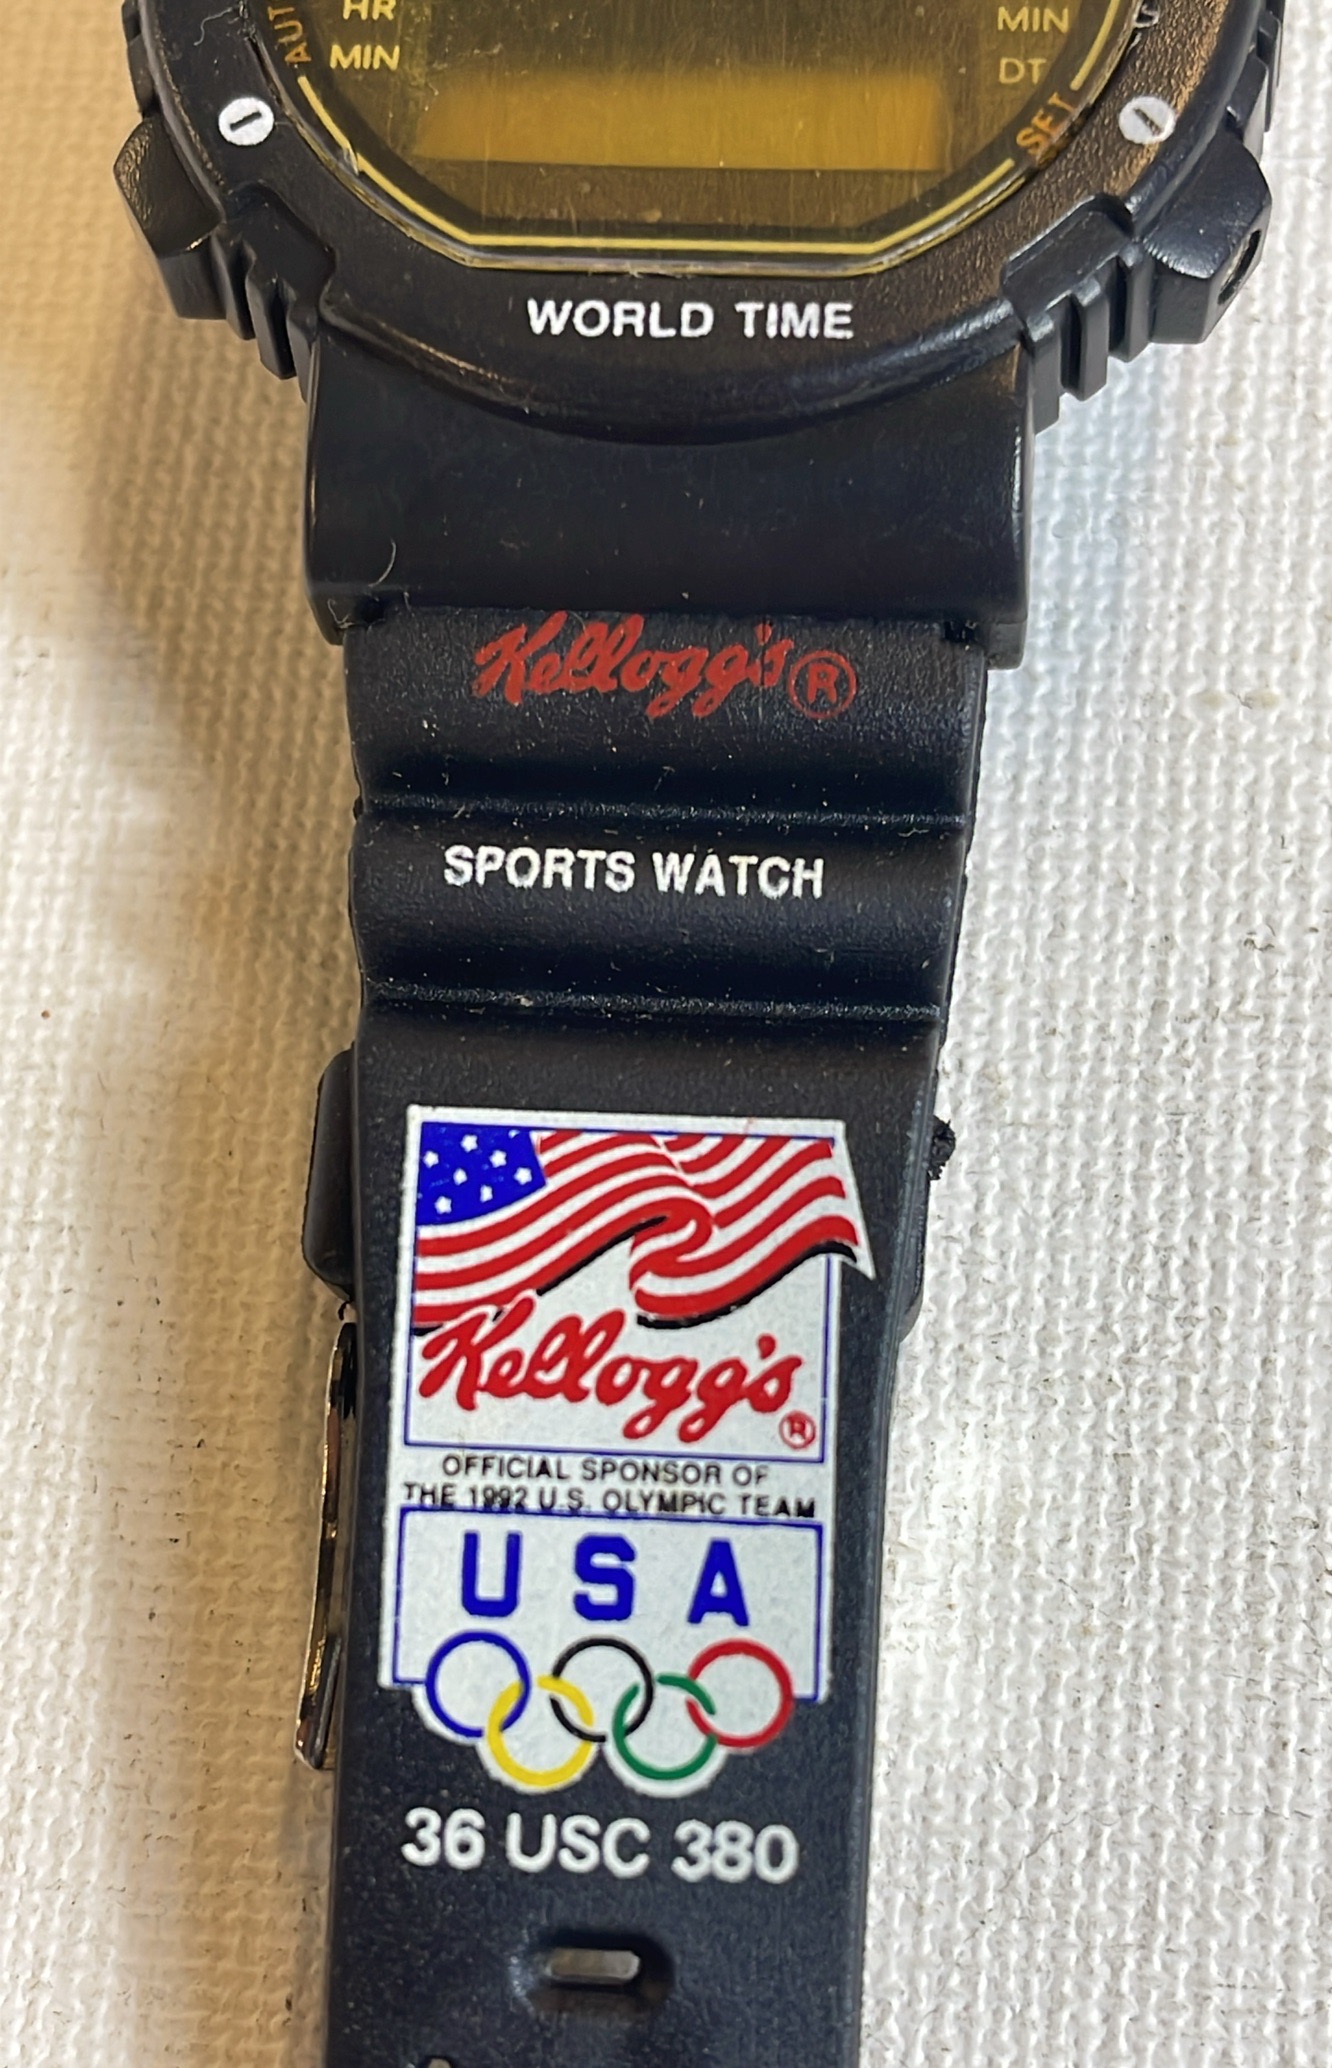 HR
MIN
MIN
DT
SET
WORLD TIME
Kellogg's®
SPORTS WATCH
Kellogg's®
OFFICIAL SPONSOR OF
THE 1992 U.S. OLYMPIC TEAM
USA
36 USC 380